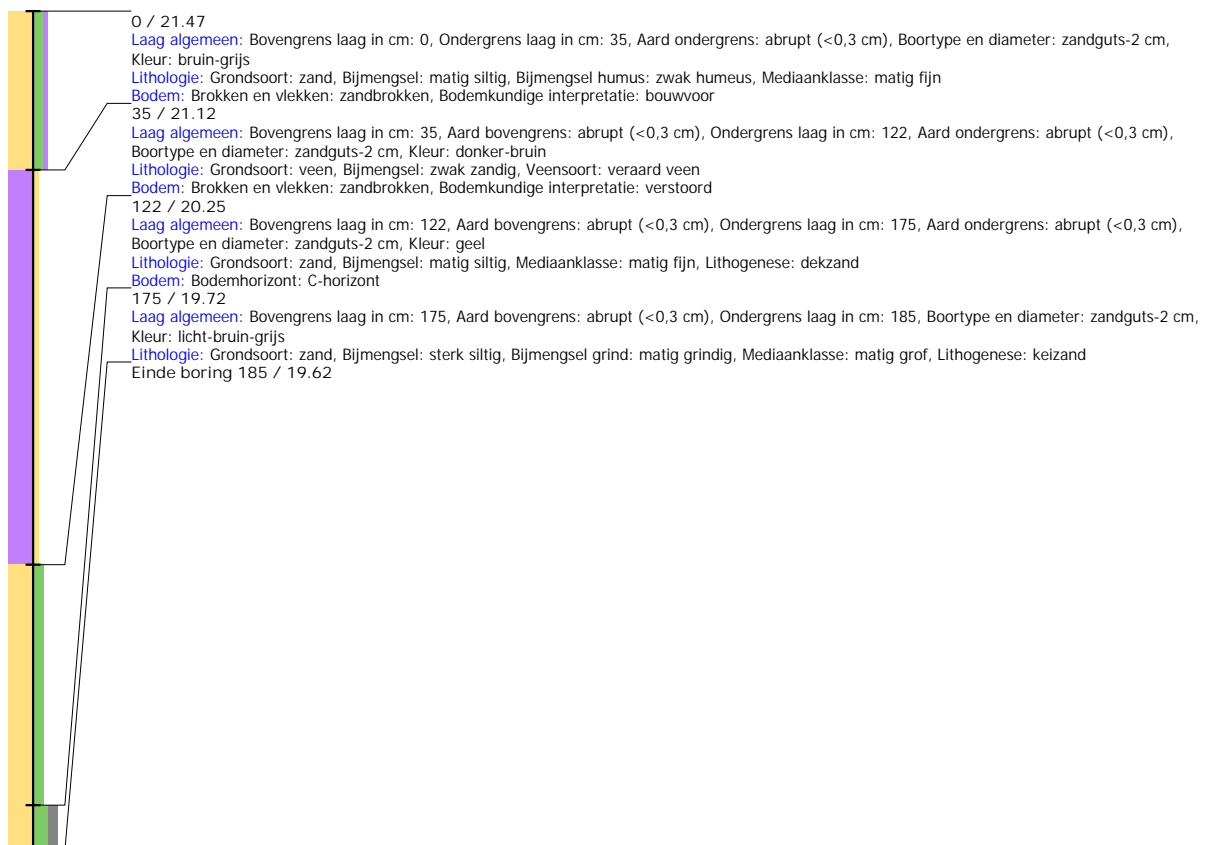 0 / 21.47
Laag algemeen: Bovengrens laag in cm: 0, Ondergrens laag in cm: 35, Aard ondergrens: abrupt (<0,3 cm), Boortype en diameter: zandguts-2 cm,
Kleur: bruin-grijs
Lithologie: Grondsoort: zand, Bijmengsel: matig siltig, Bijmengsel humus: zwak humeus, Mediaanklasse: matig fijn
Bodem: Brokken en vlekken: zandbrokken, Bodemkundige interpretatie: bouwvoor
35 / 21.12
Laag algemeen: Bovengrens laag in cm: 35, Aard bovengrens: abrupt (<0,3 cm), Ondergrens laag in cm: 122, Aard ondergrens: abrupt (<0,3 cm),
Boortype en diameter: zandguts-2 cm, Kleur: donker-bruin
Lithologie: Grondsoort: veen, Bijmengsel: zwak zandig, Veensoort: veraard veen
Bodem: Brokken en vlekken: zandbrokken, Bodemkundige interpretatie: verstoord
122 / 20.25
Laag algemeen: Bovengrens laag in cm: 122, Aard bovengrens: abrupt (<0,3 cm), Ondergrens laag in cm: 175, Aard ondergrens: abrupt (<0,3 cm),
Boortype en diameter: zandguts-2 cm, Kleur: geel
Lithologie: Grondsoort: zand, Bijmengsel: matig siltig, Mediaanklasse: matig fijn, Lithogenese: dekzand
Bodem: Bodemhorizont: C-horizont
175 / 19.72
Laag algemeen: Bovengrens laag in cm: 175, Aard bovengrens: abrupt (<0,3 cm), Ondergrens laag in cm: 185, Boortype en diameter: zandguts-2 cm,
Kleur: licht-bruin-grijs
Lithologie: Grondsoort: zand, Bijmengsel: sterk siltig, Bijmengsel grind: matig grindig, Mediaanklasse: matig grof, Lithogenese: keizand
Einde boring 185 / 19.62